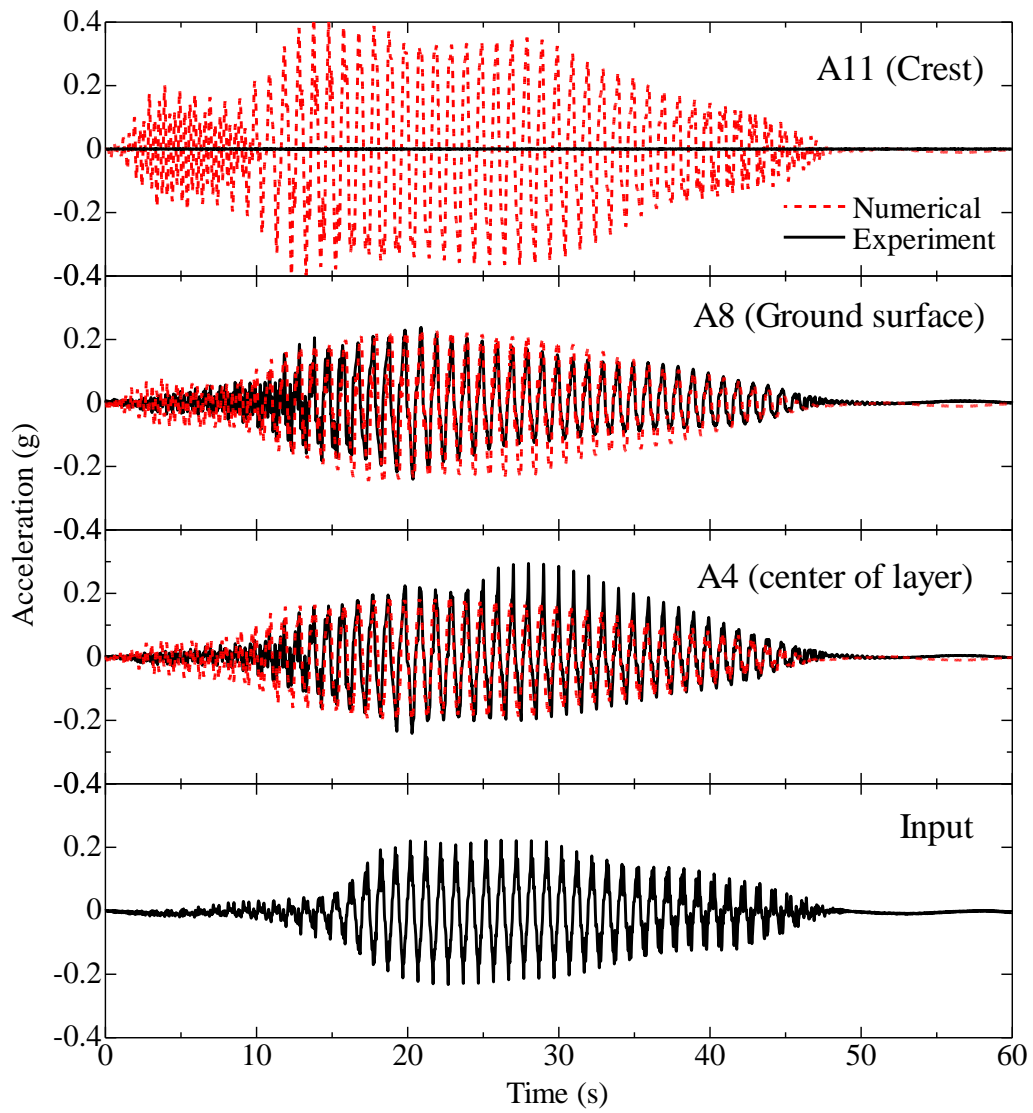 0.4
A11 (Crest)
0.2
0
-0.2
Numerical
Experiment
-0.4
A8 (Ground surface)
0.2
0
-0.2
-0.4
A4 (center of layer)
0.2
0
-0.2
-0.4
Acceleration (g)
Input
0.2
0
-0.2
-0.4
0 10 20 30 40 50 60
Time (s)